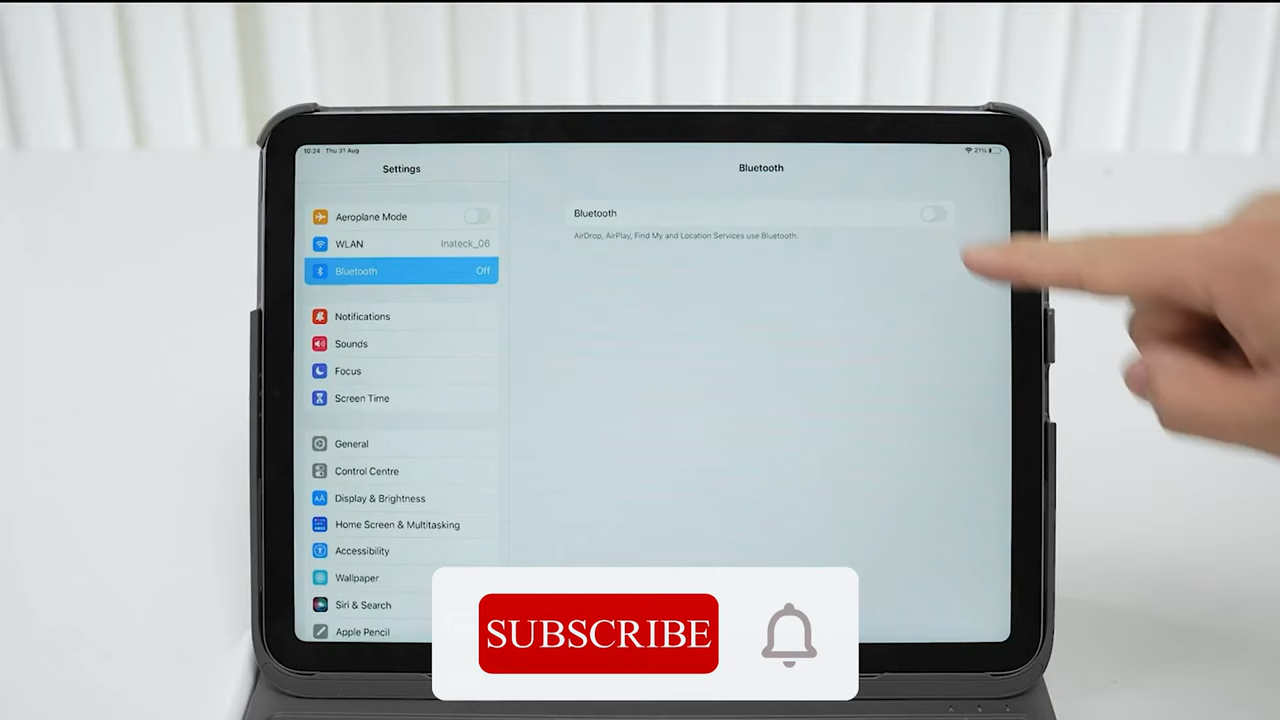 10:24 Thu 31 Aug
21%
Settings
Bluetooth
Aeroplane Mode
WLAN
Inateck_06
Bluetooth
Off
Notifications
Sounds
Focus
Screen Time
General
Control Centre
Display & Brightness
Home Screen & Multitasking
Accessibility
Wallpaper
Siri & Search
Apple Pencil
Bluetooth
AirDrop, AirPlay, Find My and Location Services use Bluetooth.
SUBSCRIBE